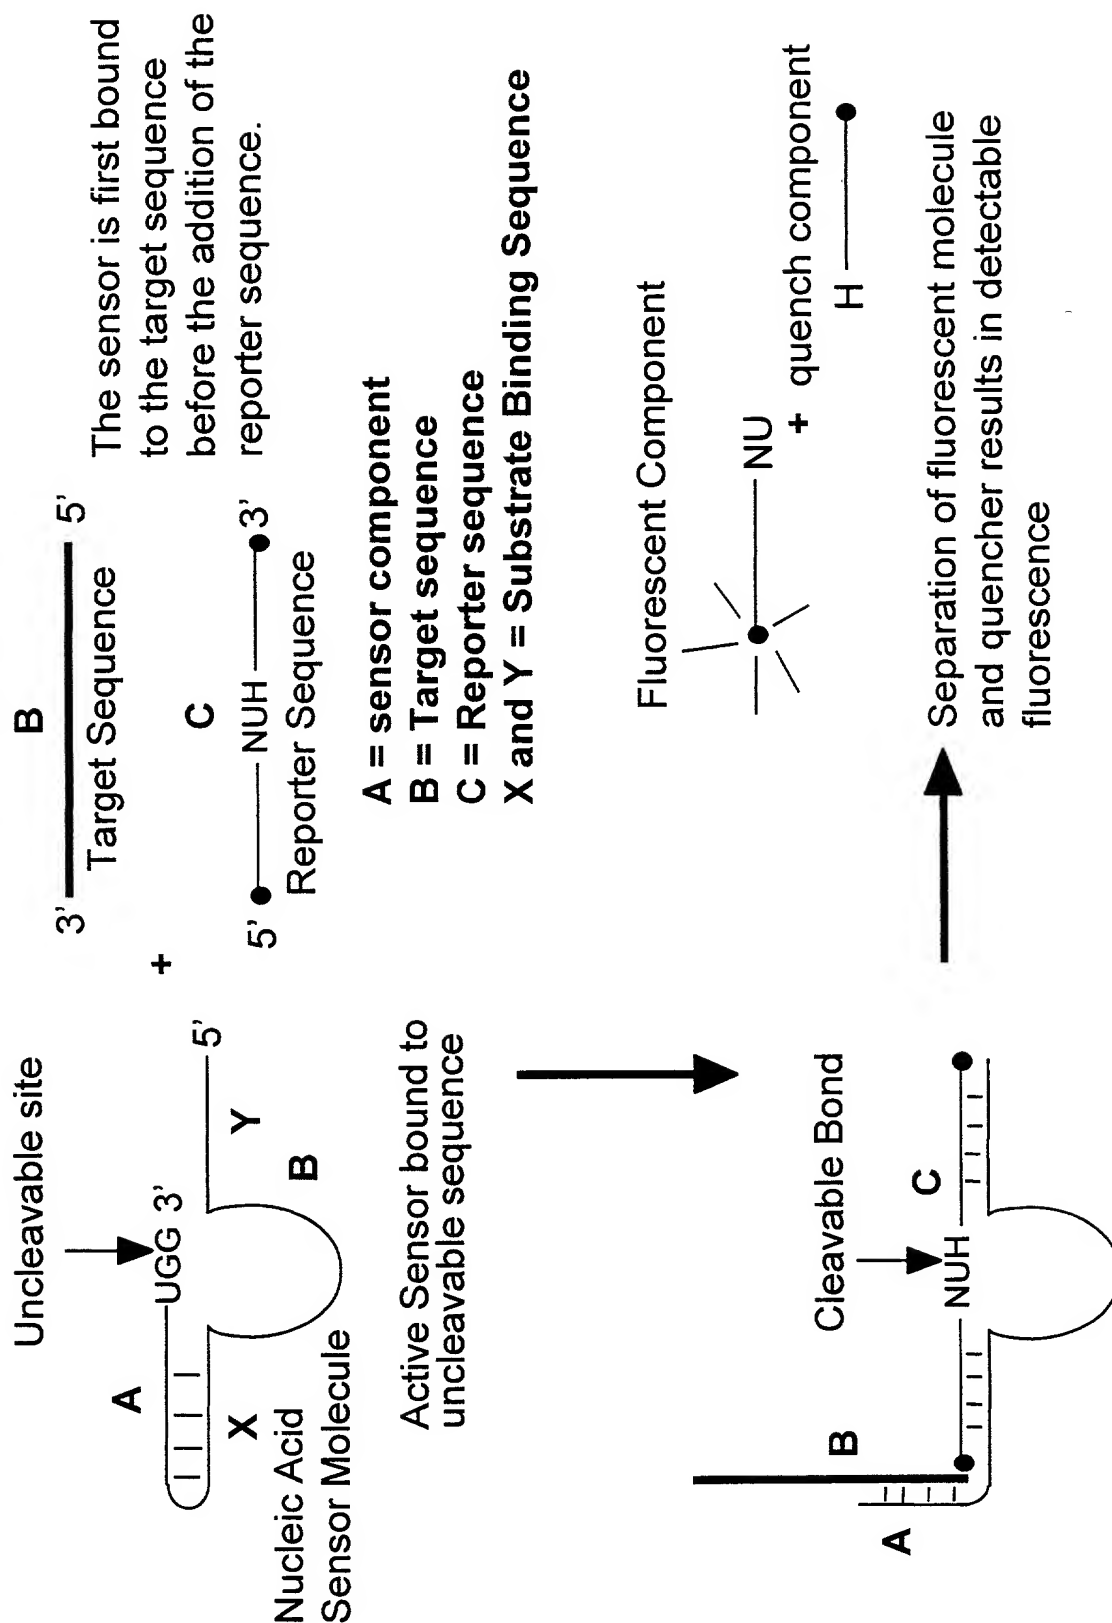 Uncleavable site
A
UGG 3'
5'
X
Y
B
Nucleic Acid
Sensor Molecule
+
B
3'
5'
Target Sequence
C
5'
NUH
3'
Reporter Sequence
The sensor is first bound
to the target sequence
before the addition of the
reporter sequence.
A = sensor component
B = Target sequence
C = Reporter sequence
X and Y = Substrate Binding Sequence
Active Sensor bound to
uncleavable sequence
Cleavable Bond
A
B
NUH
C
Fluorescent Component
NU
+ quench component
H
Separation of fluorescent molecule
and quencher results in detectable
fluorescence